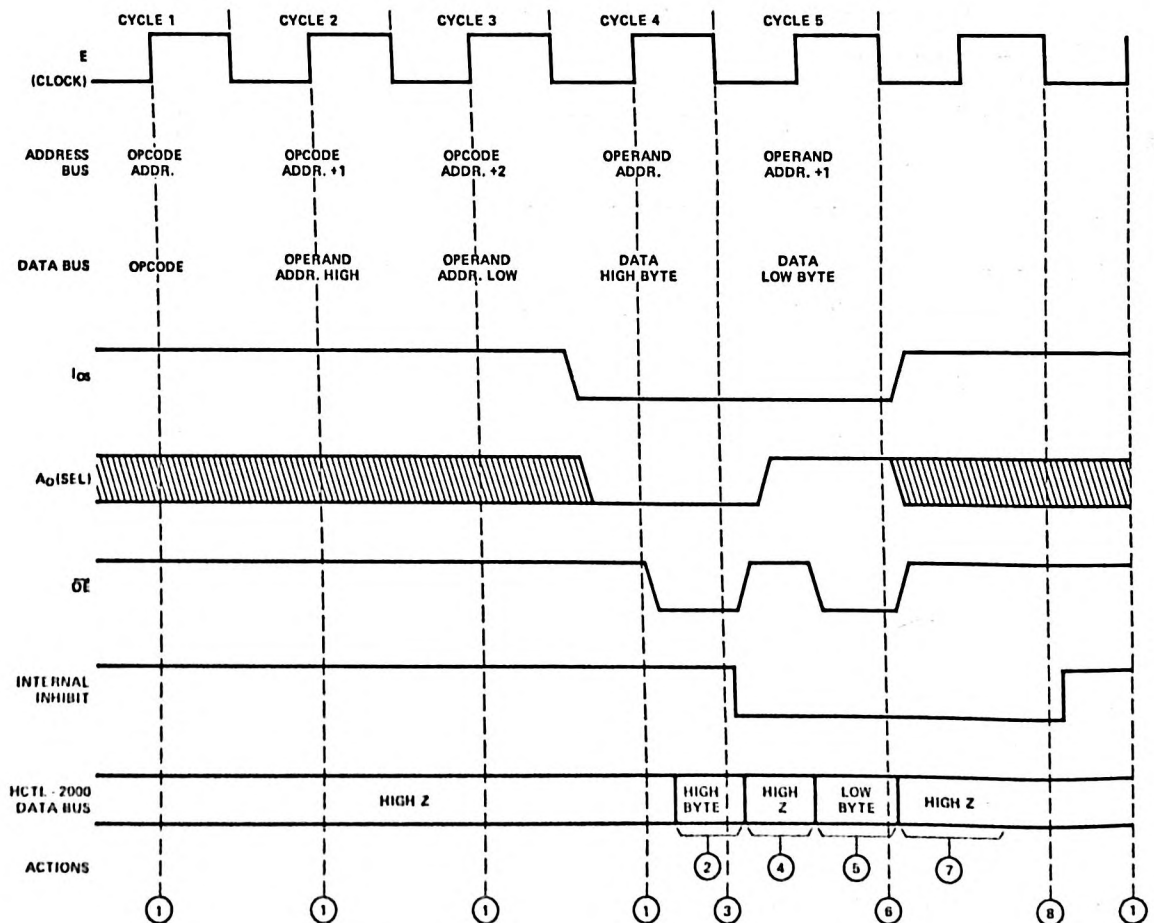 CYCLE 1 CYCLE 2 CYCLE 3 CYCLE 4 CYCLE 5
E
(CLOCK)
ADDRESS
BUS
OPCODE
ADDR.
OPCODE
ADDR. +1
OPCODE
ADDR. +2
OPERAND
ADDR.
OPERAND
ADDR. +1
DATA BUS
OPCODE
OPERAND
ADDR. HIGH
OPERAND
ADDR. LOW
DATA
HIGH BYTE
DATA
LOW BYTE
IOS
A0(SEL)
OE
INTERNAL
INHIBIT
HCTL - 2000
DATA BUS
HIGH Z
HIGH
BYTE
HIGH
Z
LOW
BYTE
HIGH Z
ACTIONS
2 4 5 7
1 1 1 1 3 6 8 1